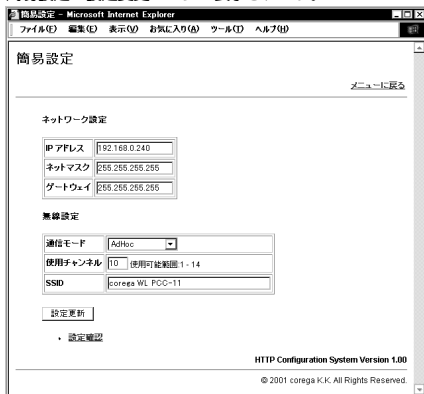 簡易設定 - Microsoft Internet Explorer
ファイル(F) 編集(E) 表示(V) お気に入り(A) ツール(T) ヘルプ(H)
簡易設定
メニューに戻る
ネットワーク設定
IP アドレス 192.168.0.240
ネットマスク 255.255.255.255
ゲートウェイ 255.255.255.255
無線設定
通信モード AdHoc
使用チャンネル 10 使用可能範囲:1 - 14
SSID corega WL PCC-11
設定更新
・ 設定確認
HTTP Configuration System Version 1.00
© 2001 corega K.K. All Rights Reserved.